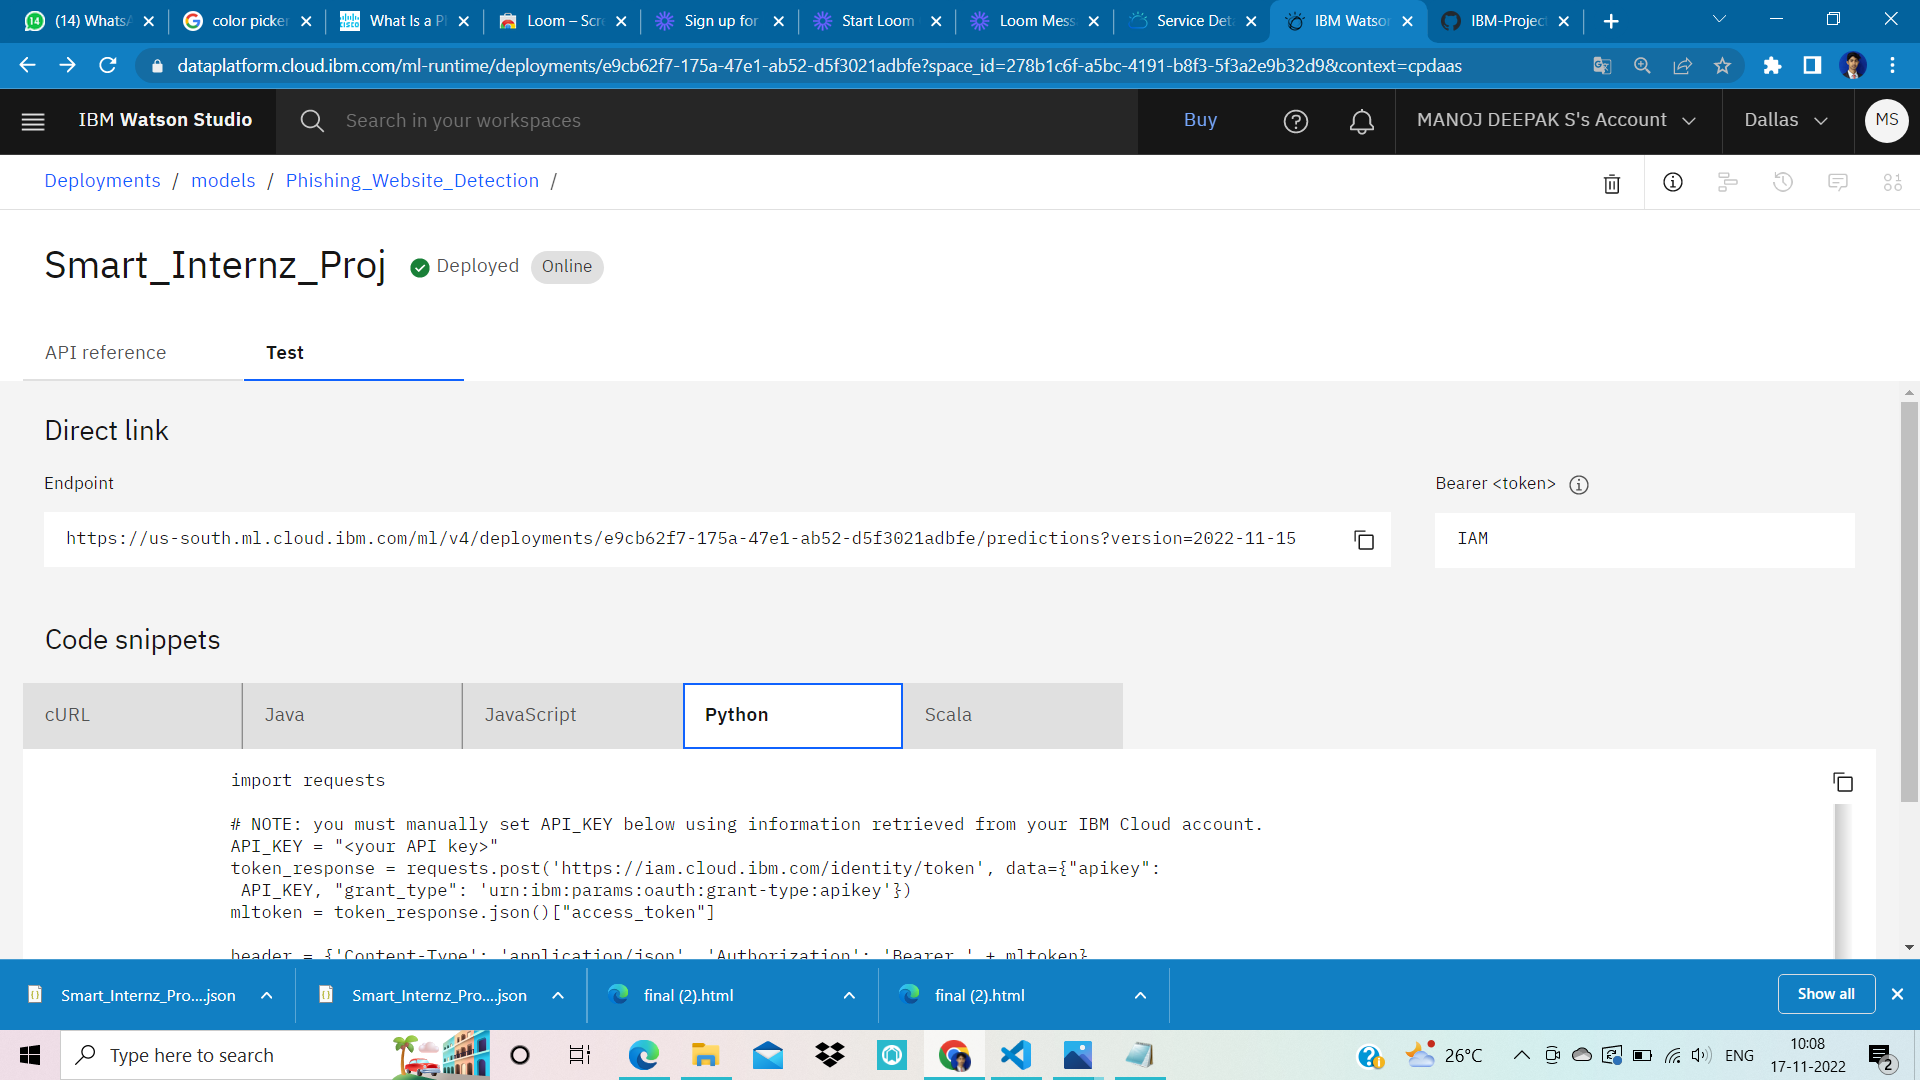 (14) WhatsA
color picker
What Is a Pl
Loom – Scre
Sign up for
Start Loom
Loom Mess
Service Deta
IBM Watson
IBM-Project
dataplatform.cloud.ibm.com/ml-runtime/deployments/e9cb62f7-175a-47e1-ab52-d5f3021adbfe?space_id=278b1c6f-a5bc-4191-b8f3-5f3a2e9b32d9&context=cpdaas
IBM Watson Studio
Search in your workspaces
Buy
MANOJ DEEPAK S's Account
Dallas
MS
Deployments / models / Phishing_Website_Detection /
Smart_Internz_Proj
Deployed
Online
API reference
Test
Direct link
Endpoint
Bearer <token>
https://us-south.ml.cloud.ibm.com/ml/v4/deployments/e9cb62f7-175a-47e1-ab52-d5f3021adbfe/predictions?version=2022-11-15
IAM
Code snippets
cURL
Java
JavaScript
Python
Scala
import requests
# NOTE: you must manually set API_KEY below using information retrieved from your IBM Cloud account.
API_KEY = "<your API key>"
token_response = requests.post('https://iam.cloud.ibm.com/identity/token', data={"apikey":
API_KEY, "grant_type": 'urn:ibm:params:oauth:grant-type:apikey'})
mltoken = token_response.json()["access_token"]
header = {'Content-Type': 'application/json', 'Authorization': 'Bearer ' + mltoken}
Smart_Internz_Pro....json
Smart_Internz_Pro....json
final (2).html
final (2).html
Show all
Type here to search
26°C
ENG
10:08
17-11-2022
2